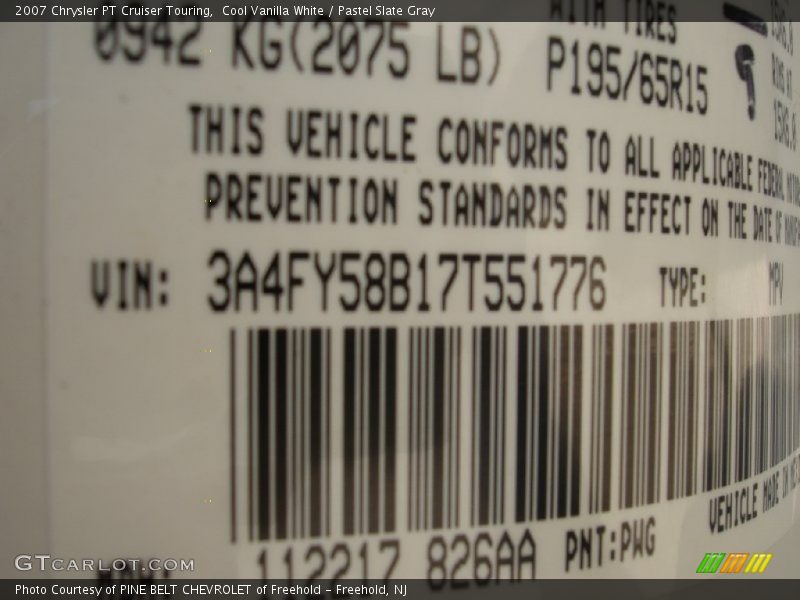 2007 Chrysler PT Cruiser Touring, Cool Vanilla White / Pastel Slate Gray
WITH TIRES
0942 KG(2075 LB)
P195/65R15
THIS VEHICLE CONFORMS TO ALL APPLICABLE FEDERAL
PREVENTION STANDARDS IN EFFECT ON THE DATE OF
VIN: 3A4FY58B17T551776 TYPE: MPV
VEHICLE MADE IN
112217 826AA PNT:PWG
GTCARLOT.COM
Photo Courtesy of PINE BELT CHEVROLET of Freehold - Freehold, NJ